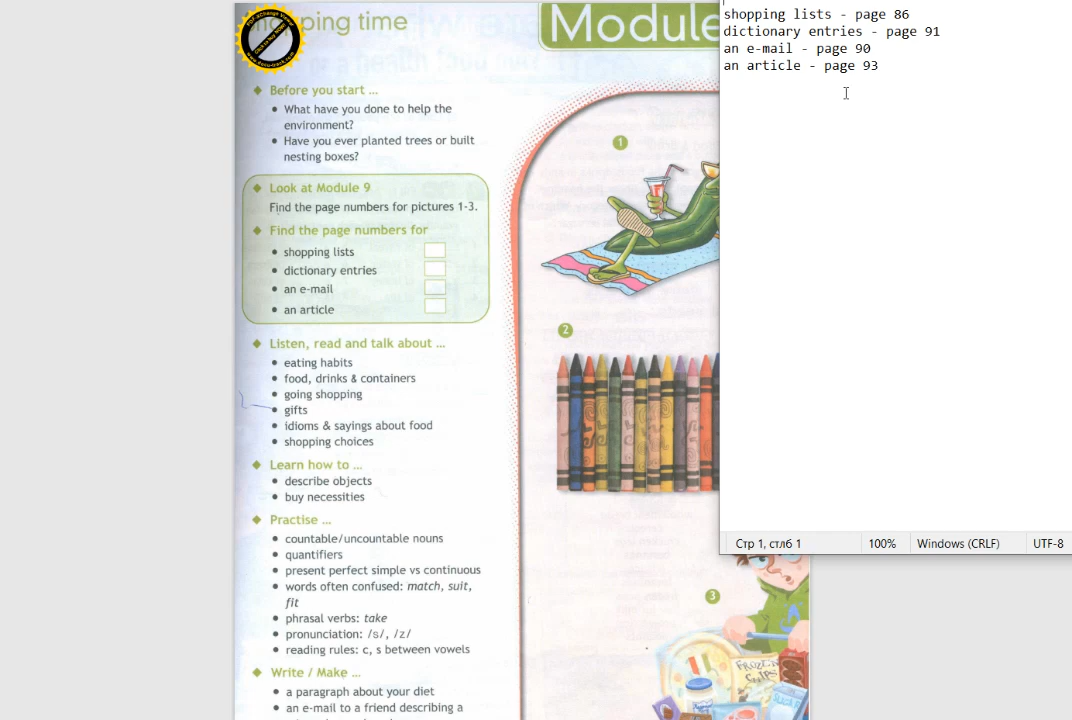 ping time
Module
Before you start ...
What have you done to help the
environment?
Have you ever planted trees or built
nesting boxes?
Look at Module 9
Find the page numbers for pictures 1-3.
Find the page numbers for
shopping lists
dictionary entries
an e-mail
an article
Listen, read and talk about ...
eating habits
food, drinks & containers
going shopping
gifts
idioms & sayings about food
shopping choices
Learn how to ...
describe objects
buy necessities
Practise ...
countable/uncountable nouns
quantifiers
present perfect simple vs continuous
words often confused: match, suit,
fit
phrasal verbs: take
pronunciation: /s/, /z/
reading rules: c, s between vowels
Write / Make ...
a paragraph about your diet
an e-mail to a friend describing a
1
2
3
FROZEN
shopping lists - page 86
dictionary entries - page 91
an e-mail - page 90
an article - page 93
Стр 1, стлб 1
100%
Windows (CRLF)
UTF-8